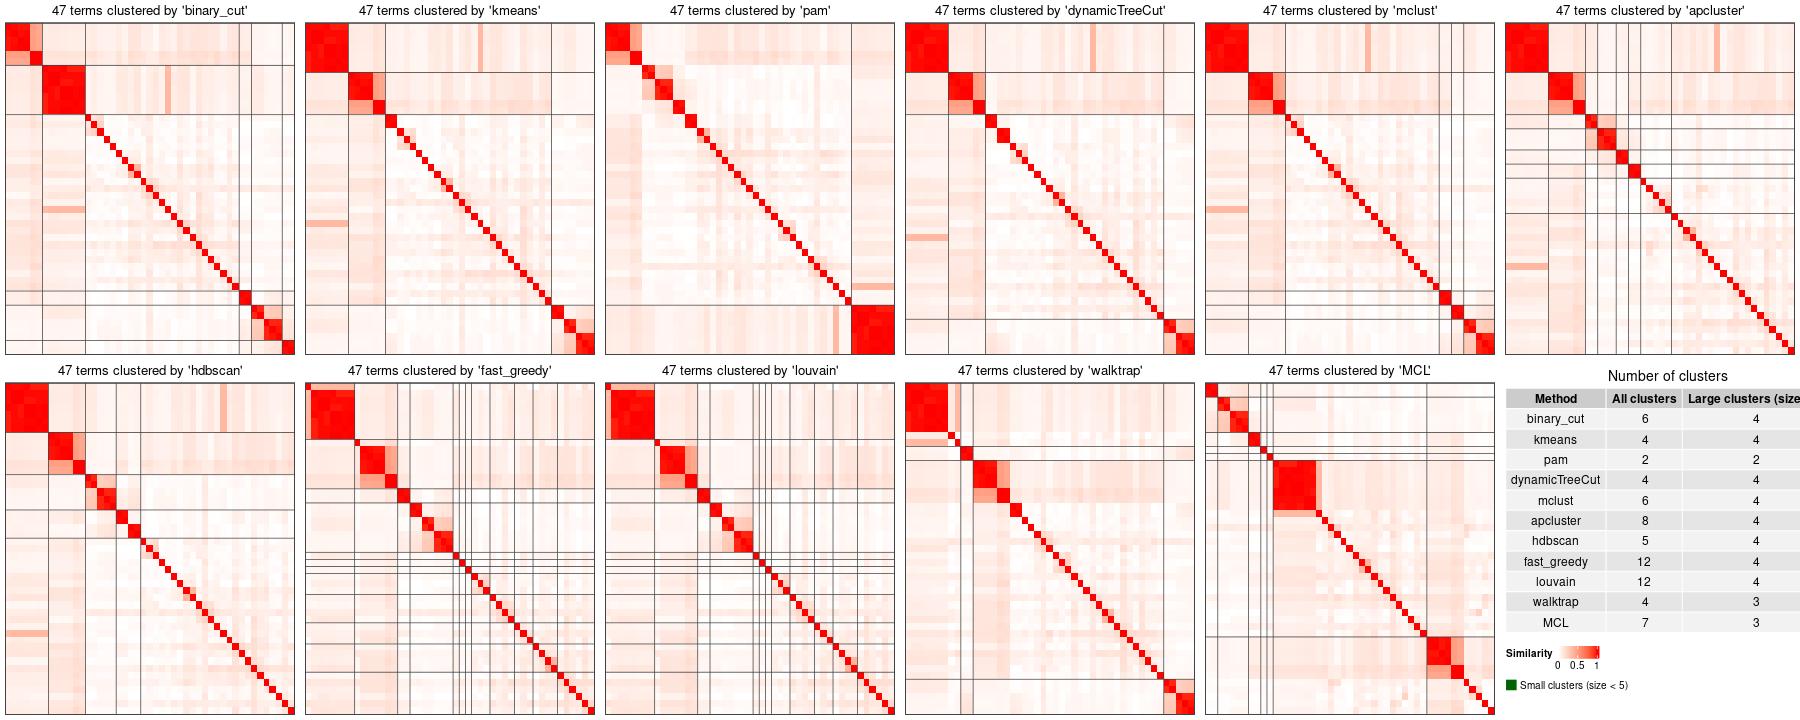 47 terms clustered by 'binary_cut'
47 terms clustered by 'kmeans'
47 terms clustered by 'pam'
47 terms clustered by 'dynamicTreeCut'
47 terms clustered by 'mclust'
47 terms clustered by 'apcluster'
47 terms clustered by 'hdbscan'
47 terms clustered by 'fast_greedy'
47 terms clustered by 'louvain'
47 terms clustered by 'walktrap'
47 terms clustered by 'MCL'
Number of clusters
Method All clusters Large clusters (size
binary_cut 6 4
kmeans 4 4
pam 2 2
dynamicTreeCut 4 4
mclust 6 4
apcluster 8 4
hdbscan 5 4
fast_greedy 12 4
louvain 12 4
walktrap 4 3
MCL 7 3
Similarity
0 0.5 1
Small clusters (size < 5)